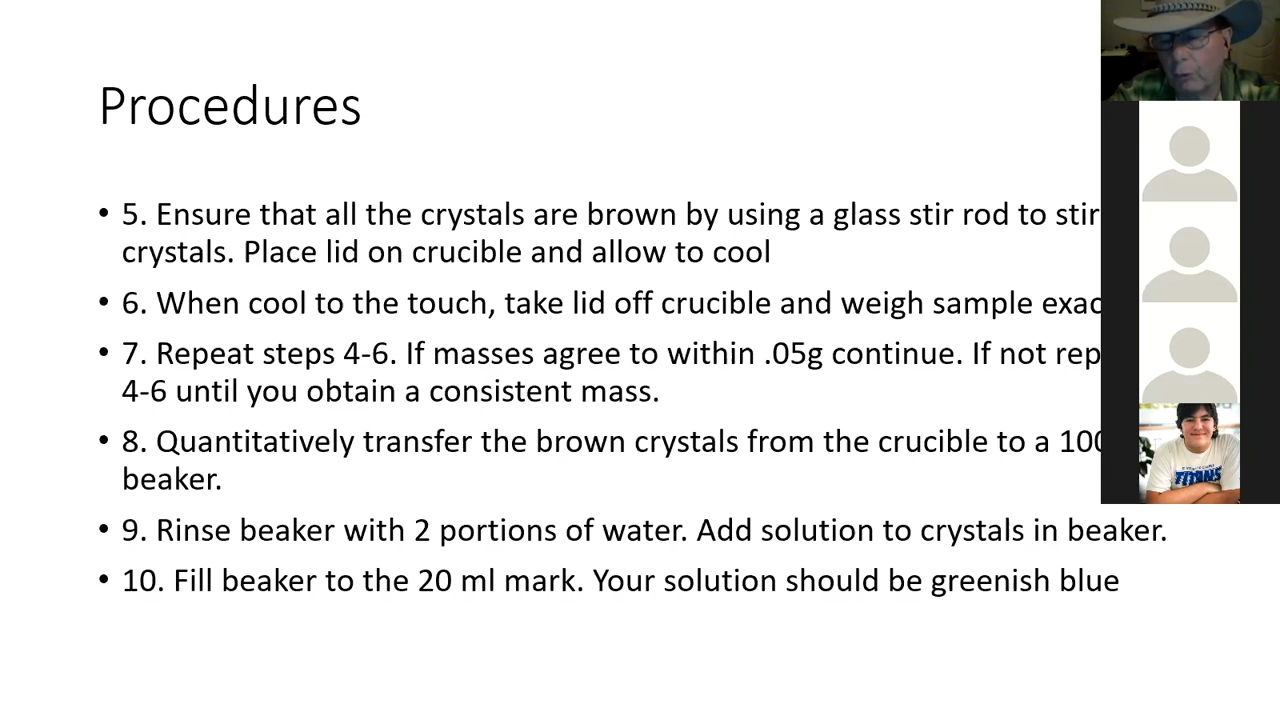 Procedures
• 5. Ensure that all the crystals are brown by using a glass stir rod to stir
crystals. Place lid on crucible and allow to cool
• 6. When cool to the touch, take lid off crucible and weigh sample
• 7. Repeat steps 4-6. If masses agree to within .05g continue. If not
4-6 until you obtain a consistent mass.
• 8. Quantitatively transfer the brown crystals from the crucible to a
beaker.
• 9. Rinse beaker with 2 portions of water. Add solution to crystals in beaker.
• 10. Fill beaker to the 20 ml mark. Your solution should be greenish blue
TITANS